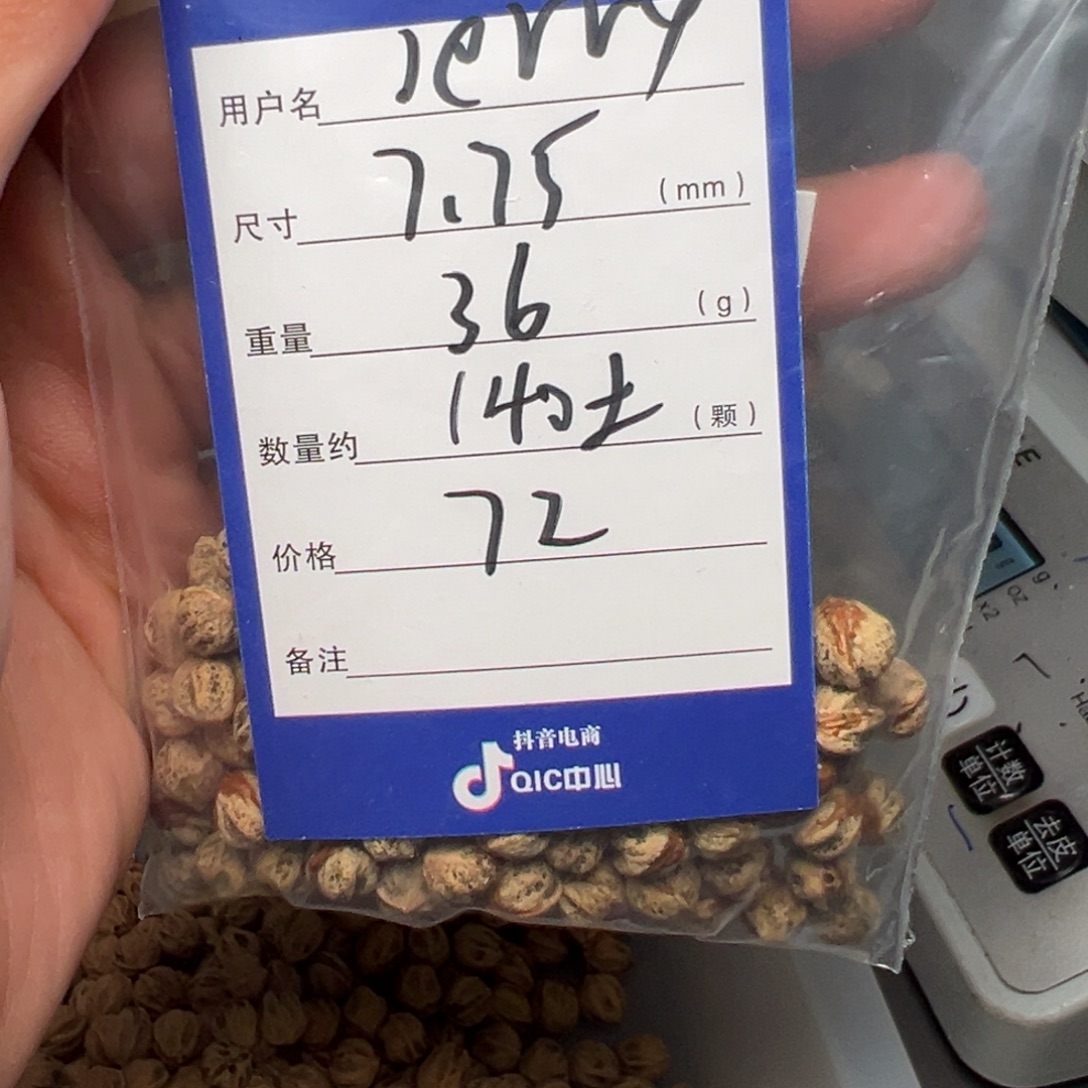 用户名 Jerry
尺寸 7.75 (mm)
重量 36 (g)
数量约 140± (颗)
价格 72
备注
抖音电商
QIC中心
g
oz
x2
计数
单位
去皮
单位